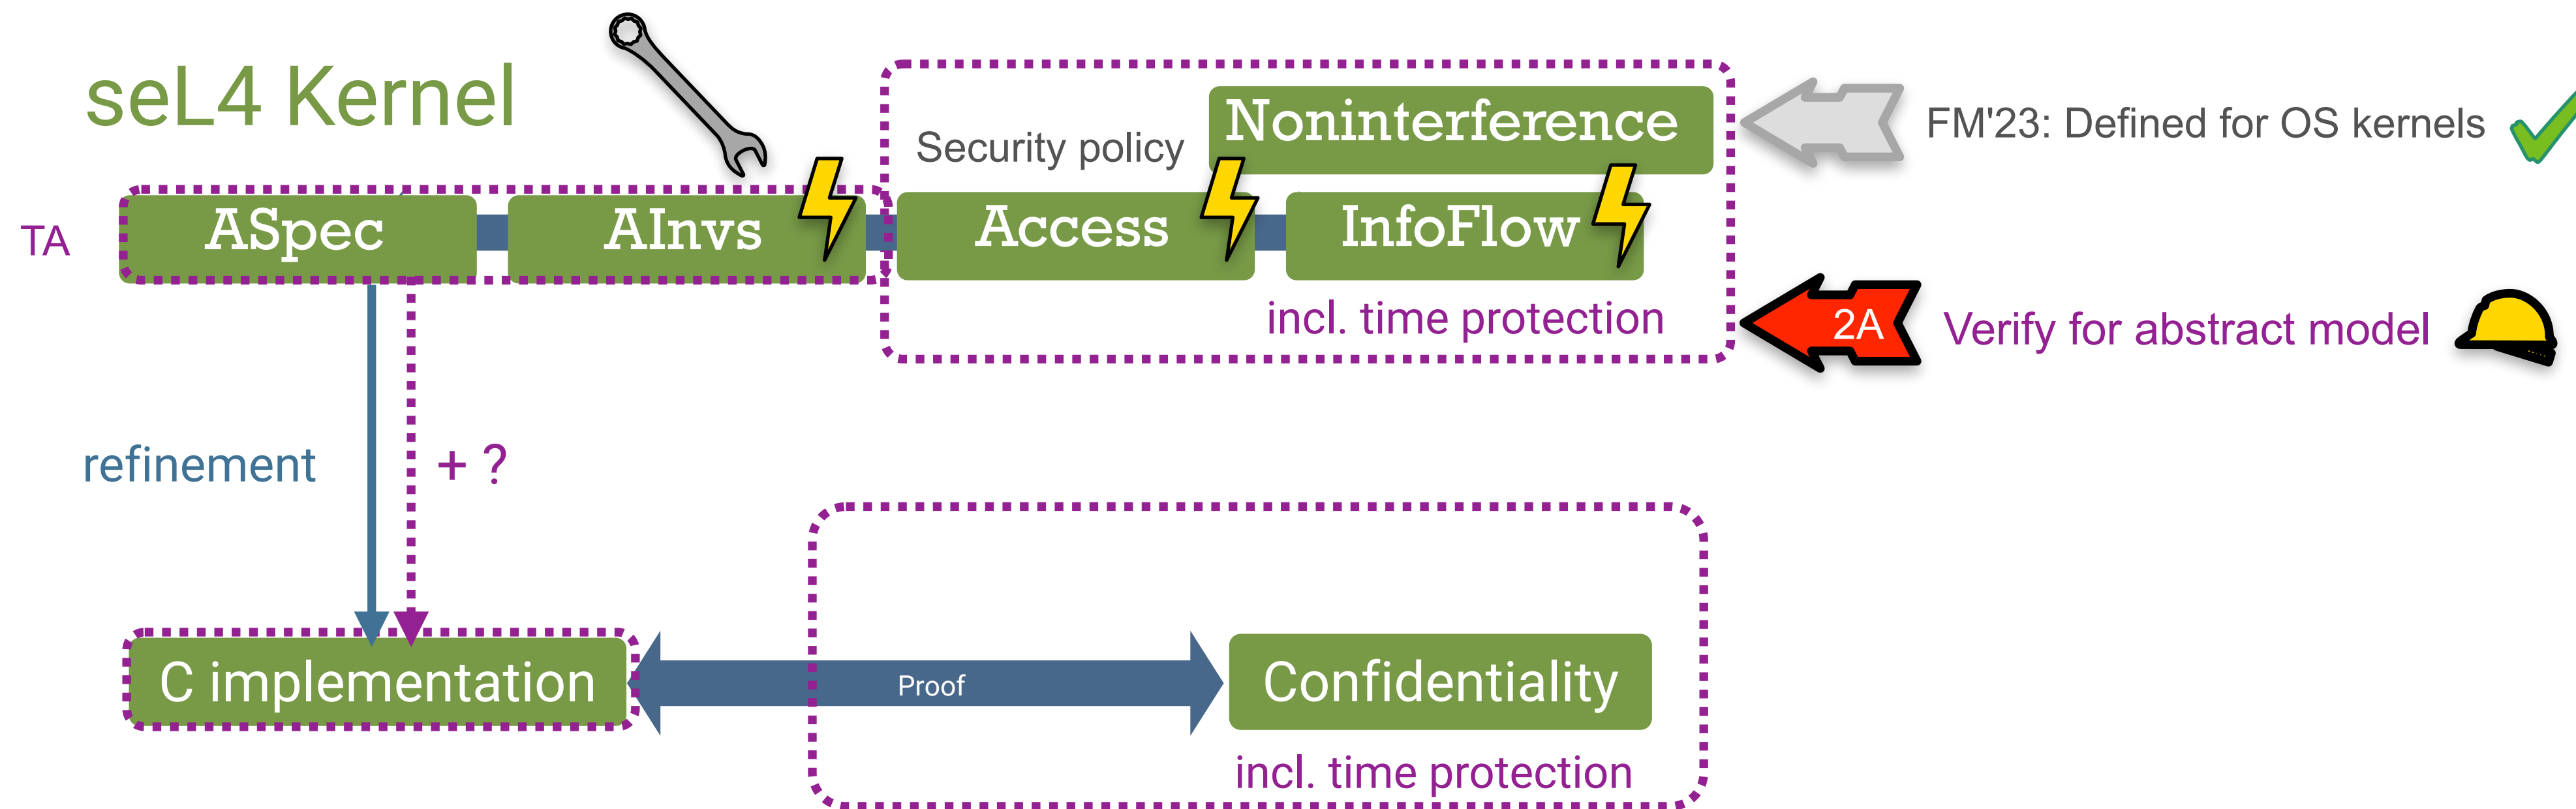 seL4 Kernel
Noninterference
FM'23: Defined for OS kernels
Security policy
TA
ASpec
AInvs
Access
InfoFlow
incl. time protection
2A
Verify for abstract model
refinement
+ ?
C implementation
Proof
Confidentiality
incl. time protection